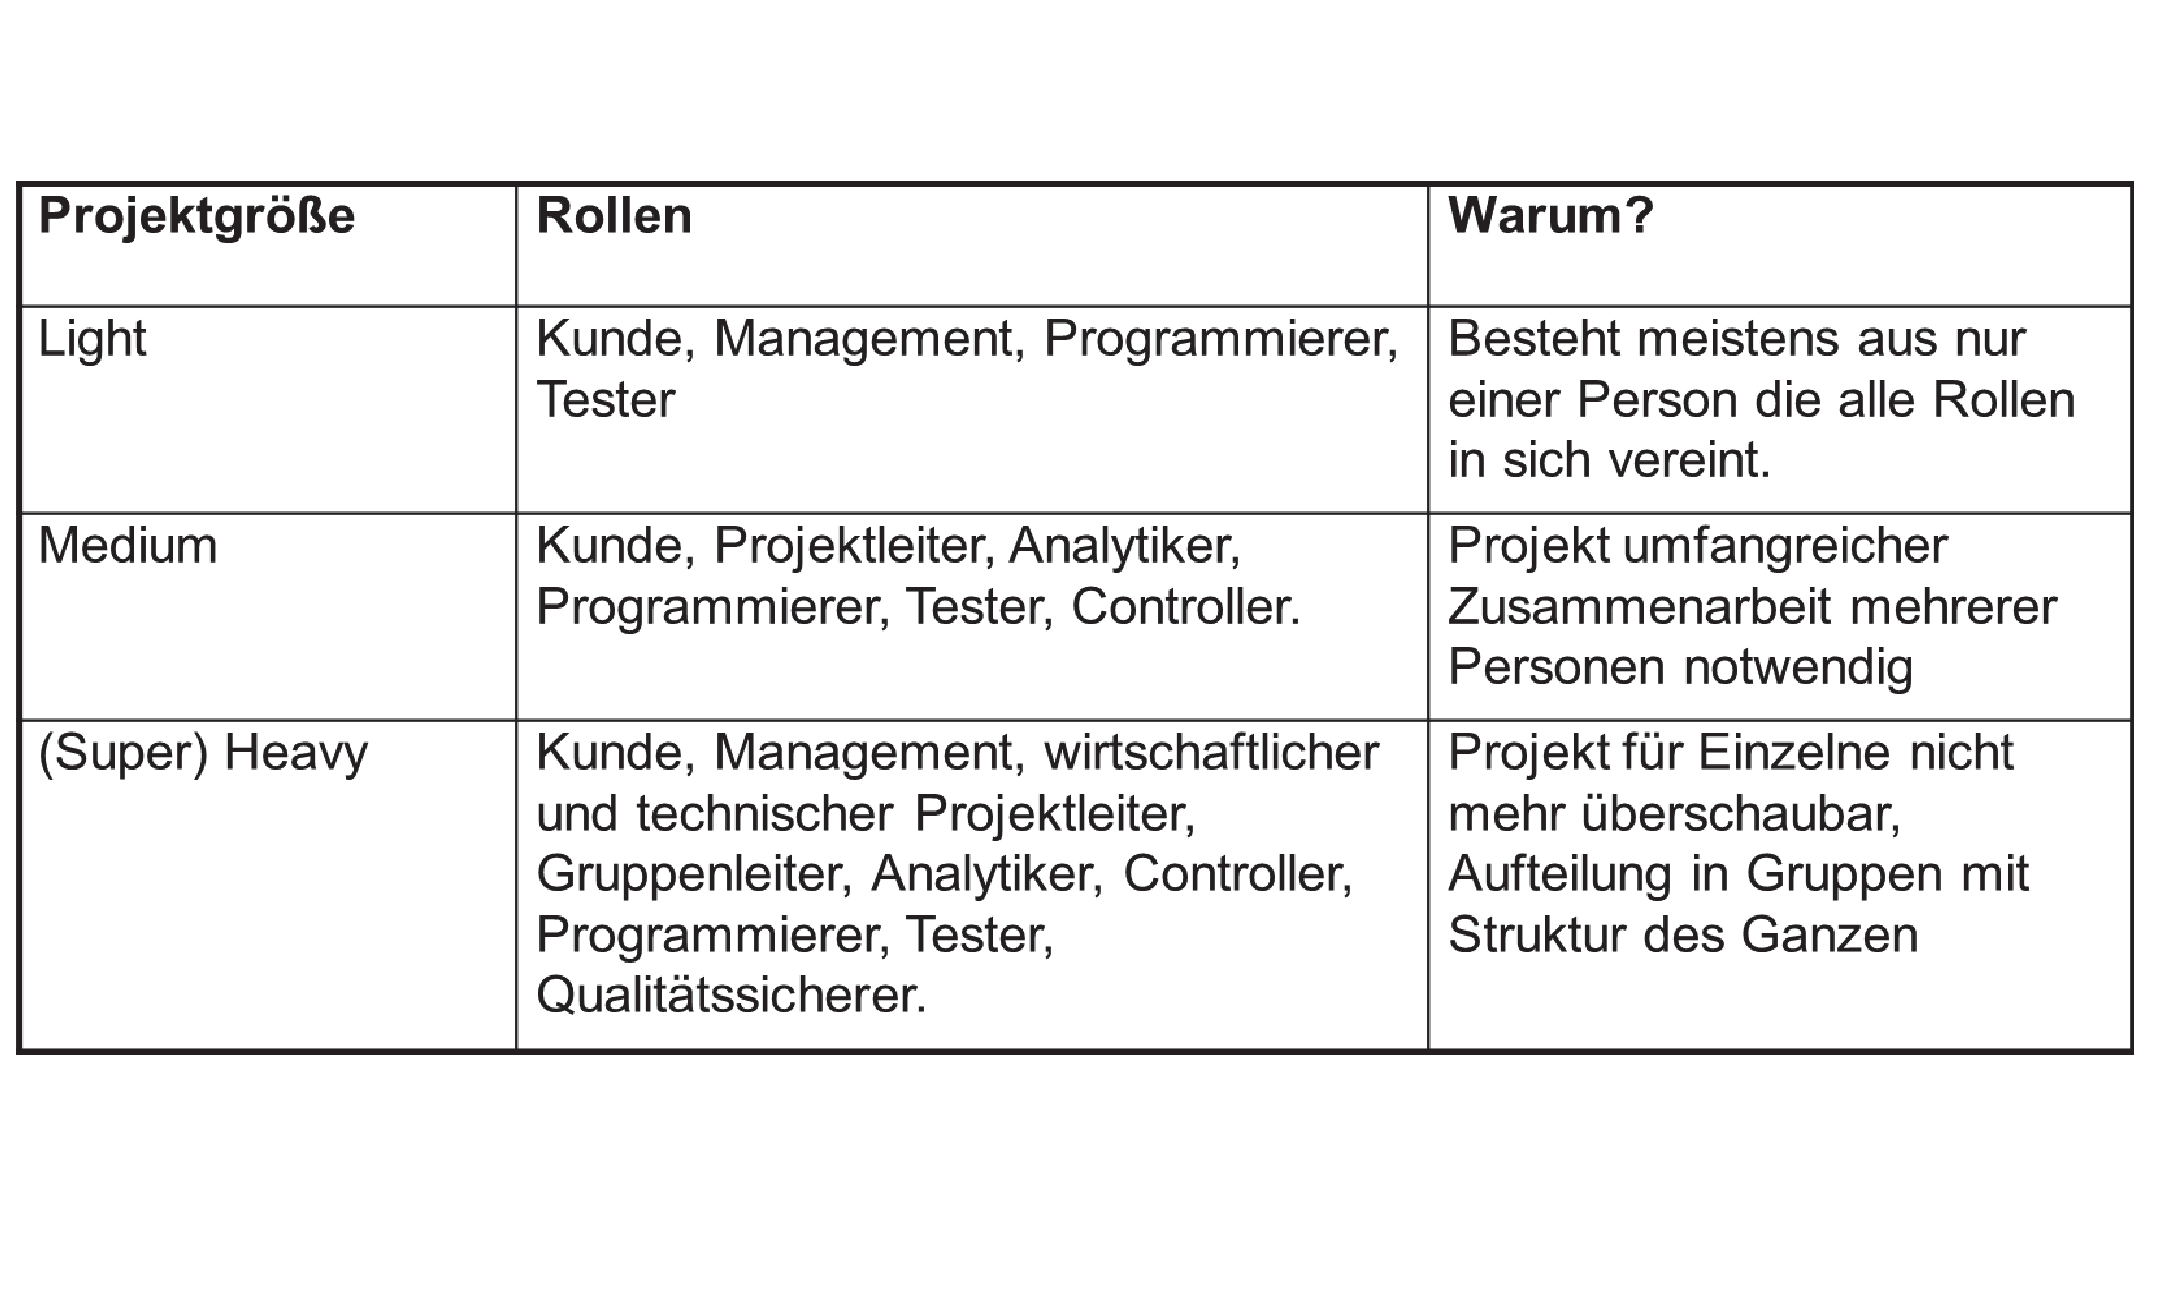 Projektgröße
Rollen
Warum?
Light
Kunde, Management, Programmierer,
Tester
Besteht meistens aus nur
einer Person die alle Rollen
in sich vereint.
Medium
Kunde, Projektleiter, Analytiker,
Programmierer, Tester, Controller.
Projekt umfangreicher
Zusammenarbeit mehrerer
Personen notwendig
(Super) Heavy
Kunde, Management, wirtschaftlicher
und technischer Projektleiter,
Gruppenleiter, Analytiker, Controller,
Programmierer, Tester,
Qualitätssicherer.
Projekt für Einzelne nicht
mehr überschaubar,
Aufteilung in Gruppen mit
Struktur des Ganzen